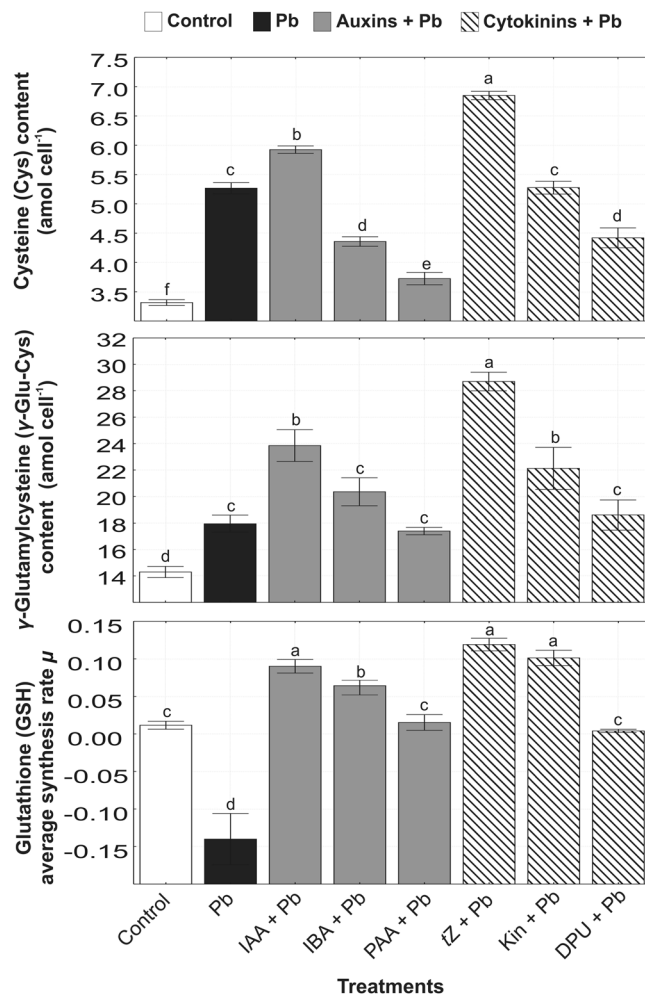 Control Pb Auxins + Pb Cytokinins + Pb
Cysteine (Cys) content
(amol cell⁻¹)
7.5
7.0
6.0
5.5
5.0
4.5
4.0
3.5
f
c
b
d
e
a
c
d
γ-Glutamylcysteine (γ-Glu-Cys)
content (amol cell⁻¹)
32
30
28
26
24
22
20
18
16
14
d
c
b
c
c
a
b
c
Glutathione (GSH)
average synthesis rate μ
0.15
0.10
0.05
0.00
-0.05
-0.10
-0.15
c
d
a
b
c
a
a
c
Control
Pb
IAA + Pb
IBA + Pb
PAA + Pb
tZ + Pb
Kin + Pb
DPU + Pb
Treatments